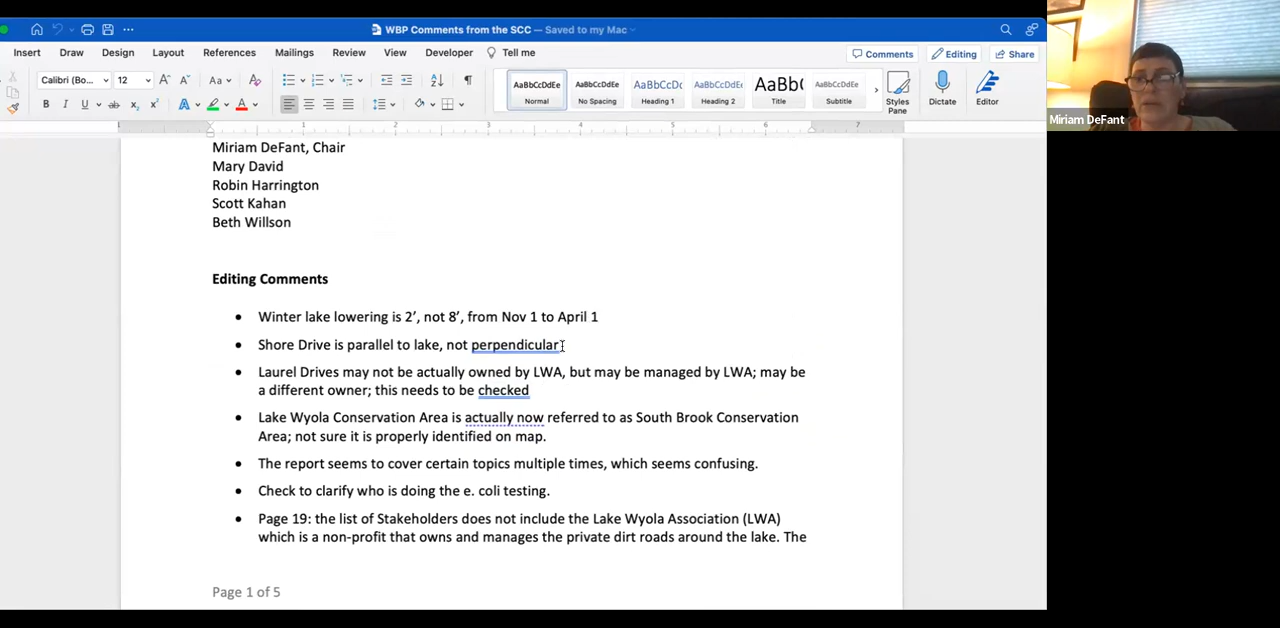 WBP Comments from the SCC — Saved to my Mac
Insert Draw Design Layout References Mailings Review View Developer Tell me
Comments Editing Share
Calibri (Bo... 12
AaBbCcDdEe AaBbCcDdEe AaBbCcDc AaBbCcDdEe AaBbC AaBbCcDdEe
Normal No Spacing Heading 1 Heading 2 Title Subtitle
Styles Pane
Dictate
Editor
1 2 3 4 5 6 7
Miriam DeFant
Miriam DeFant, Chair
Mary David
Robin Harrington
Scott Kahan
Beth Willson
Editing Comments
• Winter lake lowering is 2’, not 8’, from Nov 1 to April 1
• Shore Drive is parallel to lake, not perpendicular
• Laurel Drives may not be actually owned by LWA, but may be managed by LWA; may be
a different owner; this needs to be checked
• Lake Wyola Conservation Area is actually now referred to as South Brook Conservation
Area; not sure it is properly identified on map.
• The report seems to cover certain topics multiple times, which seems confusing.
• Check to clarify who is doing the e. coli testing.
• Page 19: the list of Stakeholders does not include the Lake Wyola Association (LWA)
which is a non-profit that owns and manages the private dirt roads around the lake. The
Page 1 of 5